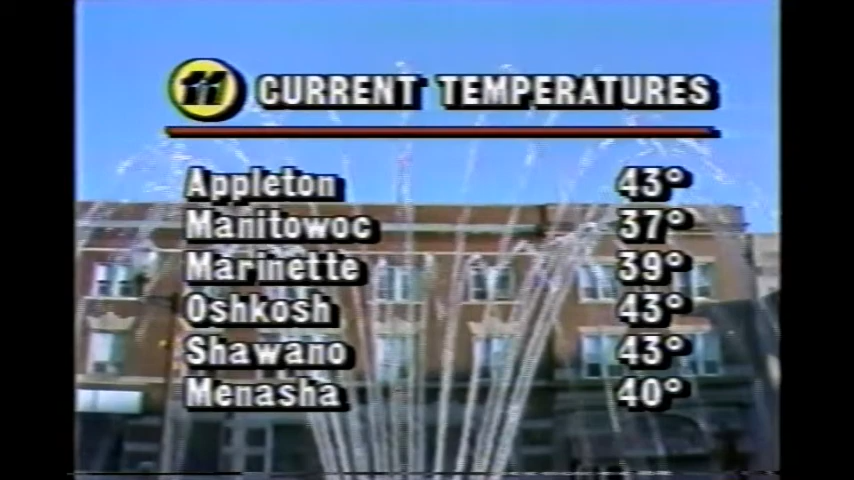 11 CURRENT TEMPERATURES
Appleton 43°
Manitowoc 37°
Marinette 39°
Oshkosh 43°
Shawano 43°
Menasha 40°